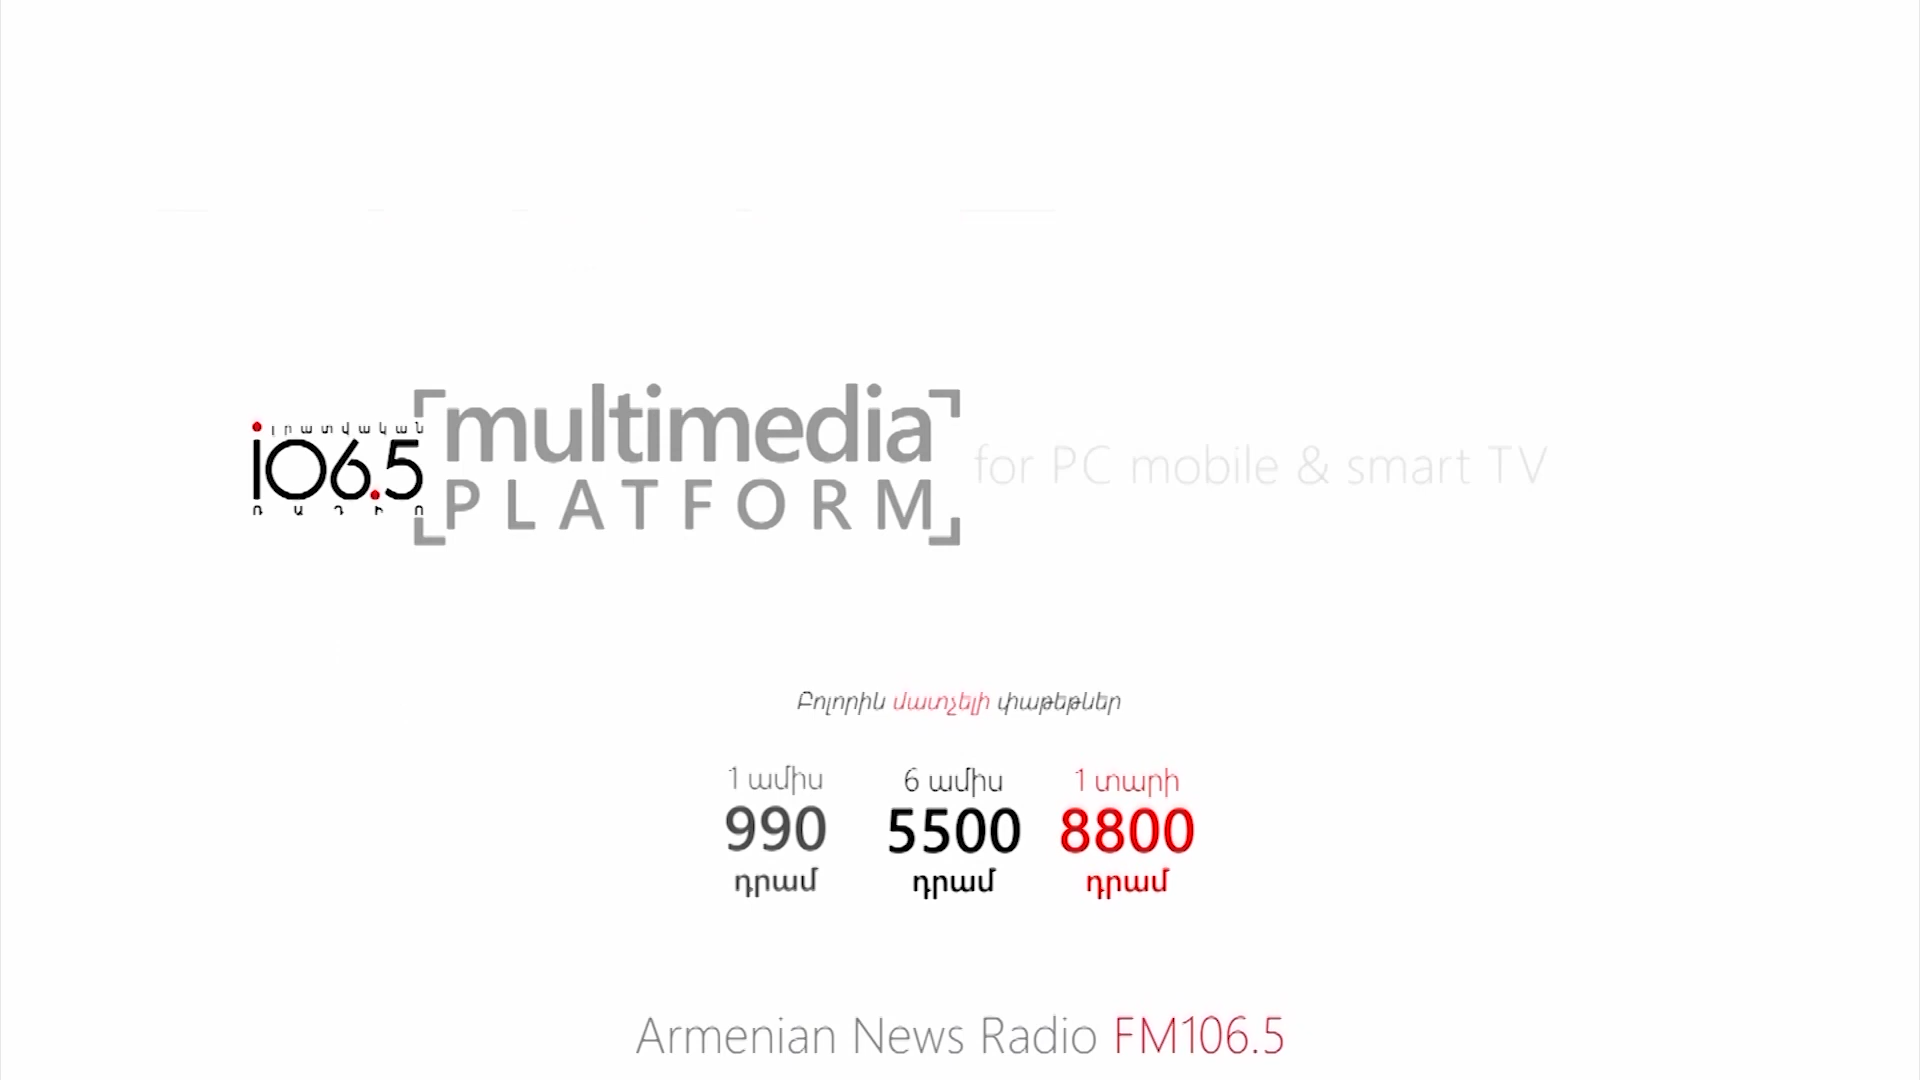 լրատվական
106.5
ռադիո
multimedia
PLATFORM
for PC mobile & smart TV
Բոլորին մատչելի փաթեթներ
1 ամիս 6 ամիս 1 տարի
990 5500 8800
դրամ դրամ դրամ
Armenian News Radio FM106.5